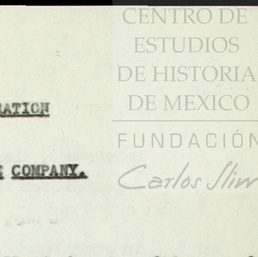 CENTRO DE
ESTUDIOS
DE HISTORIA
DE MEXICO
RATION
FUNDACIÓN
E COMPANY.
Carlos Slim